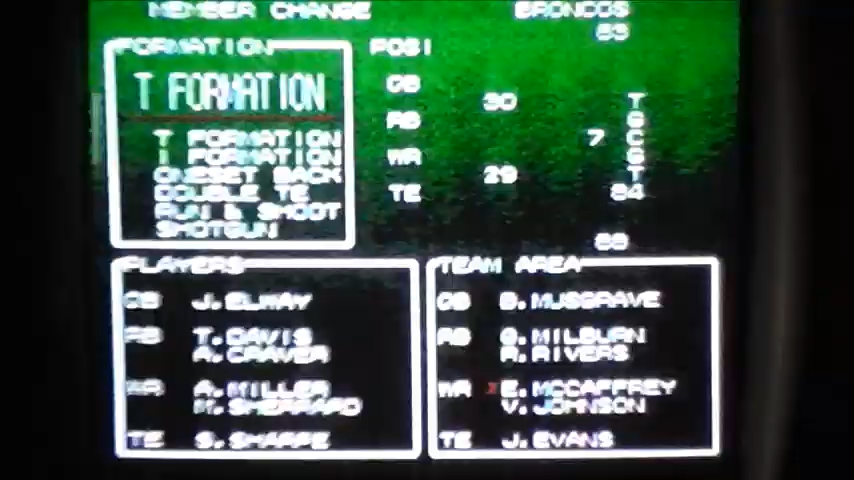 MEMBER CHANGE
BRONCOS
83
FORMATION
T FORMATION
T FORMATION
I FORMATION
ONESET BACK
DOUBLE TE
RUN & SHOOT
SHOTGUN
POSI
QB
RB
WR
TE
30
T
G
7 C
G
29
T
84
88
PLAYERS
QB J.ELWAY
RB T.DAVIS
A.CRAVER
WR A.MILLER
M.SHERRARD
TE S.SHARPE
TEAM AREA
QB B.MUSGRAVE
RB G.MILBURN
R.RIVERS
WR E.MCCAFFREY
V.JOHNSON
TE J.EVANS